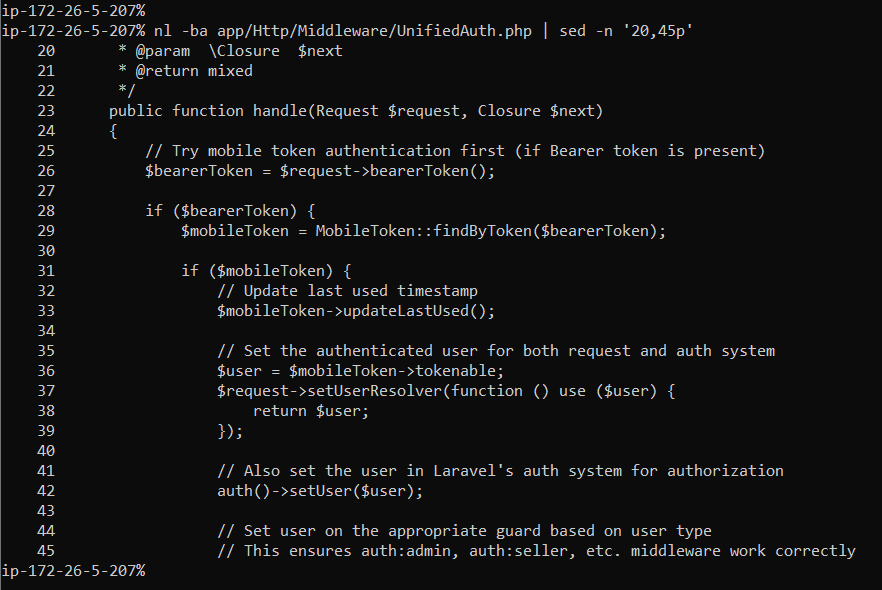 ip-172-26-5-207%
ip-172-26-5-207% nl -ba app/Http/Middleware/UnifiedAuth.php | sed -n '20,45p'
    20       * @param  \Closure  $next
    21       * @return mixed
    22       */
    23      public function handle(Request $request, Closure $next)
    24      {
    25          // Try mobile token authentication first (if Bearer token is present)
    26          $bearerToken = $request->bearerToken();
    27
    28          if ($bearerToken) {
    29              $mobileToken = MobileToken::findByToken($bearerToken);
    30
    31              if ($mobileToken) {
    32                  // Update last used timestamp
    33                  $mobileToken->updateLastUsed();
    34
    35                  // Set the authenticated user for both request and auth system
    36                  $user = $mobileToken->tokenable;
    37                  $request->setUserResolver(function () use ($user) {
    38                      return $user;
    39                  });
    40
    41                  // Also set the user in Laravel's auth system for authorization
    42                  auth()->setUser($user);
    43
    44                  // Set user on the appropriate guard based on user type
    45                  // This ensures auth:admin, auth:seller, etc. middleware work correctly
ip-172-26-5-207%